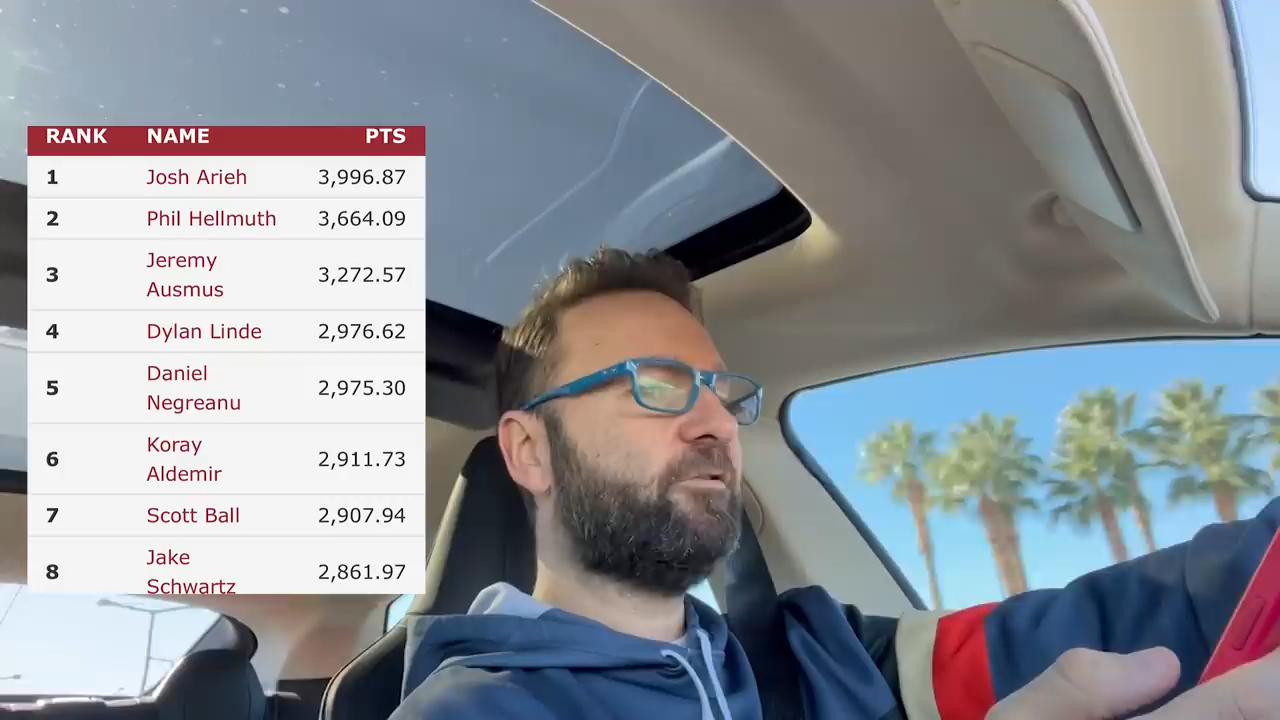 RANK NAME PTS
1 Josh Arieh 3,996.87
2 Phil Hellmuth 3,664.09
3 Jeremy Ausmus 3,272.57
4 Dylan Linde 2,976.62
5 Daniel Negreanu 2,975.30
6 Koray Aldemir 2,911.73
7 Scott Ball 2,907.94
8 Jake Schwartz 2,861.97